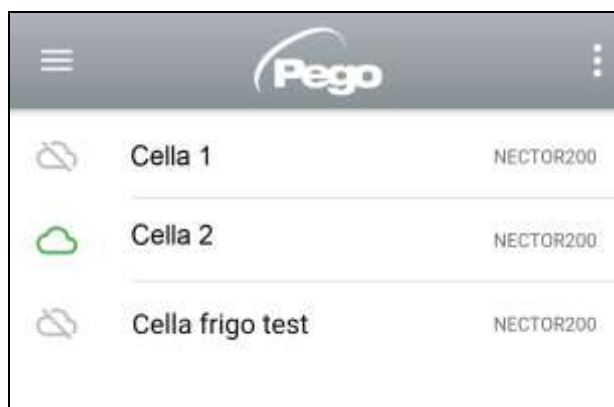 Pego
Cella 1 NECTOR200
Cella 2 NECTOR200
Cella frigo test NECTOR200